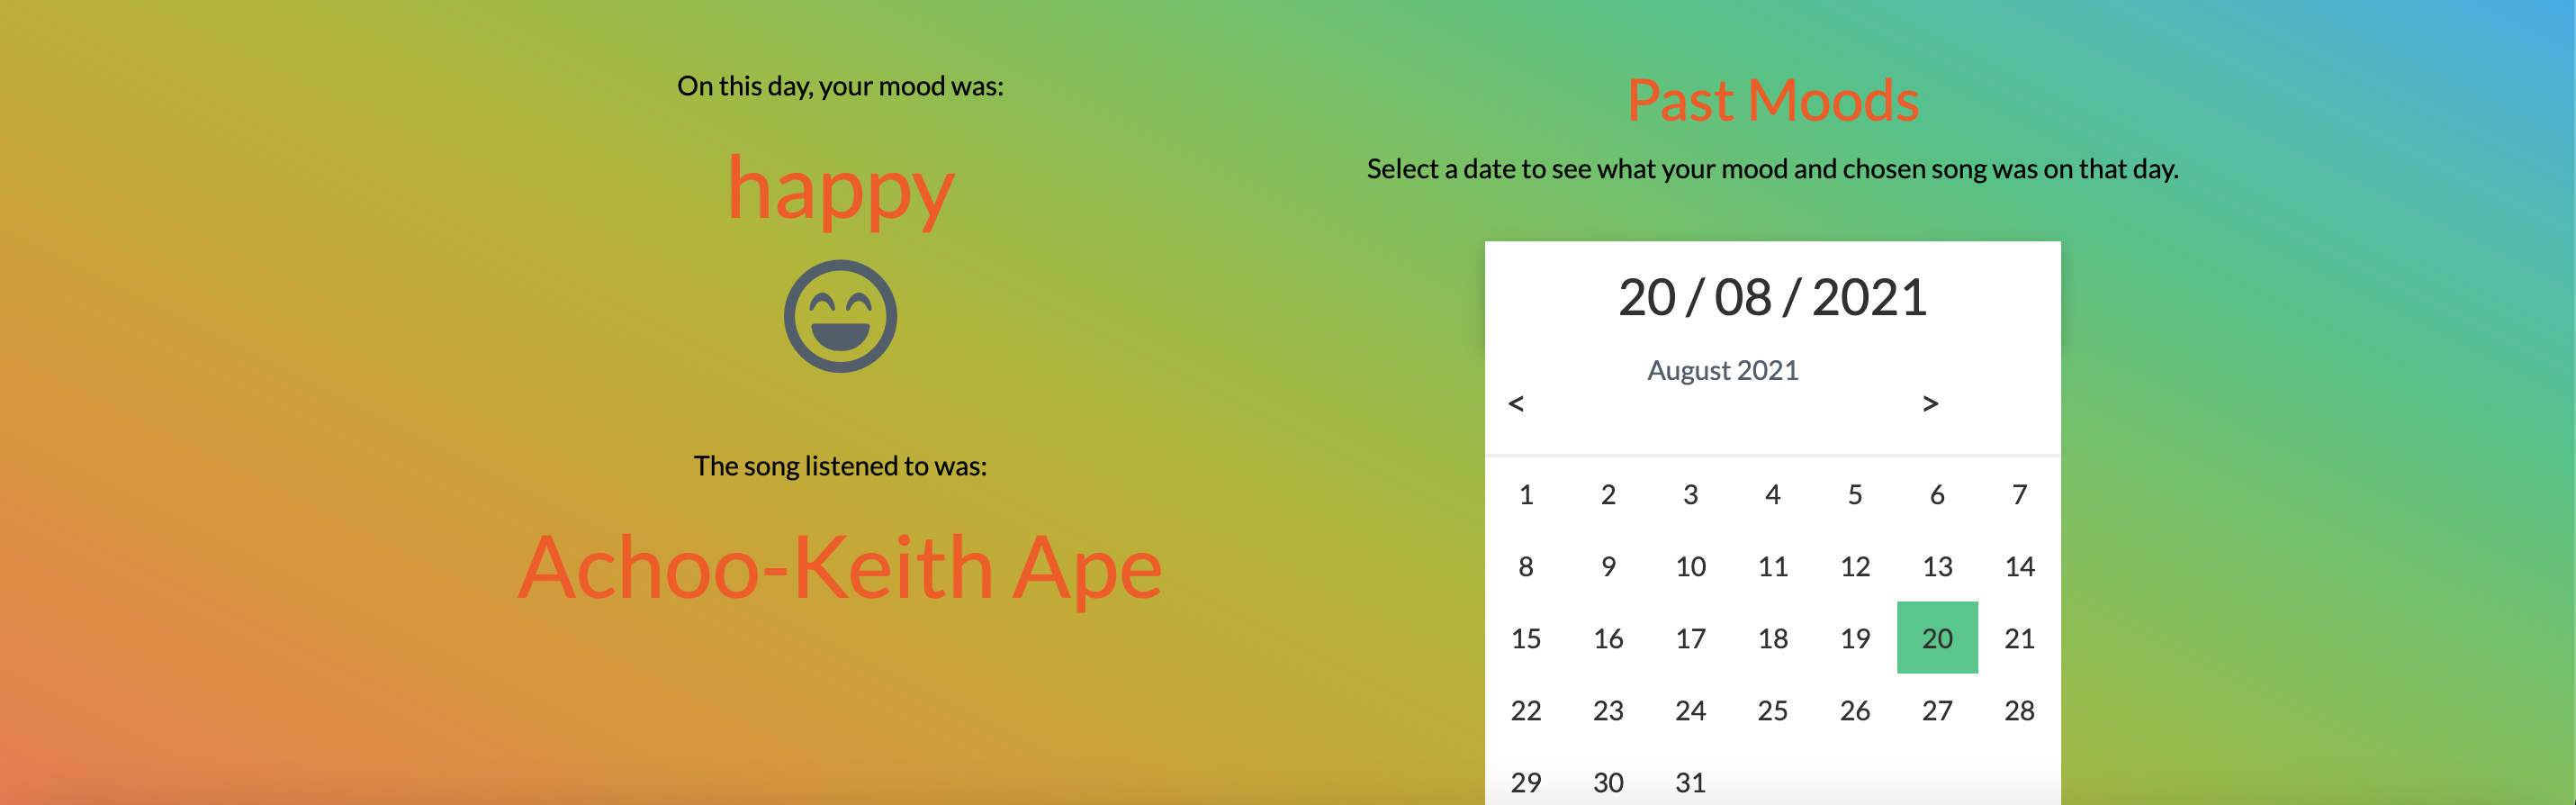 On this day, your mood was:
happy
The song listened to was:
Achoo-Keith Ape
Past Moods
Select a date to see what your mood and chosen song was on that day.
20 / 08 / 2021
August 2021
< >
1 2 3 4 5 6 7
8 9 10 11 12 13 14
15 16 17 18 19 20 21
22 23 24 25 26 27 28
29 30 31